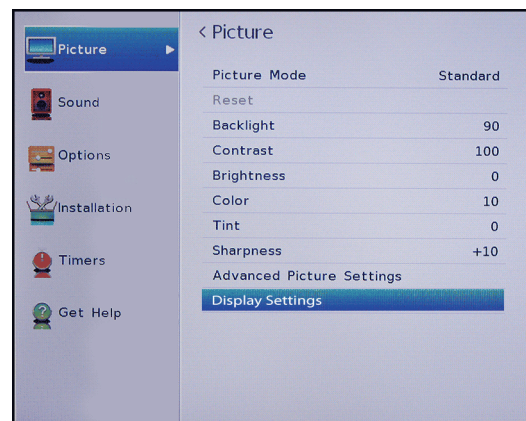 Picture
Sound
Options
Installation
Timers
Get Help
< Picture
Picture Mode Standard
Reset
Backlight 90
Contrast 100
Brightness 0
Color 10
Tint 0
Sharpness +10
Advanced Picture Settings
Display Settings